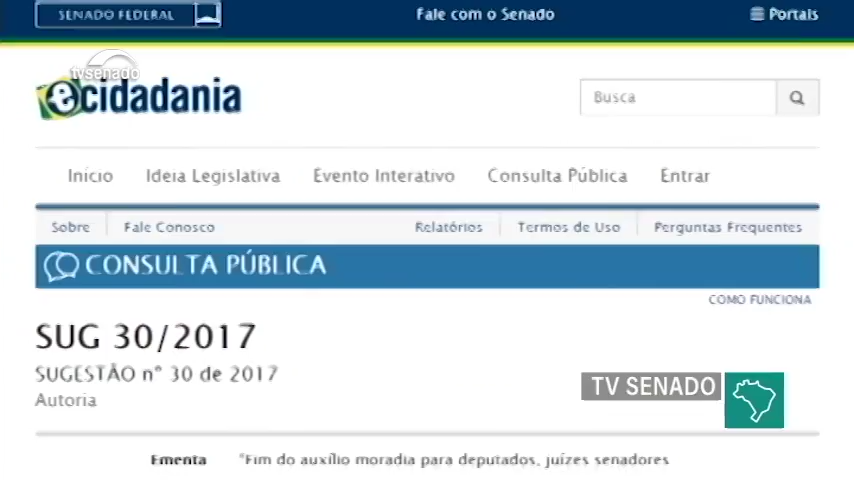 SENADO FEDERAL
Fale com o Senado
Portais
tvsenado
ecidadania
Busca
Início
Ideia Legislativa
Evento Interativo
Consulta Pública
Entrar
Sobre
Fale Conosco
Relatórios
Termos de Uso
Perguntas Frequentes
CONSULTA PÚBLICA
COMO FUNCIONA
SUG 30/2017
SUGESTÃO nº 30 de 2017
Autoria
TV SENADO
Ementa "Fim do auxílio moradia para deputados, juízes senadores